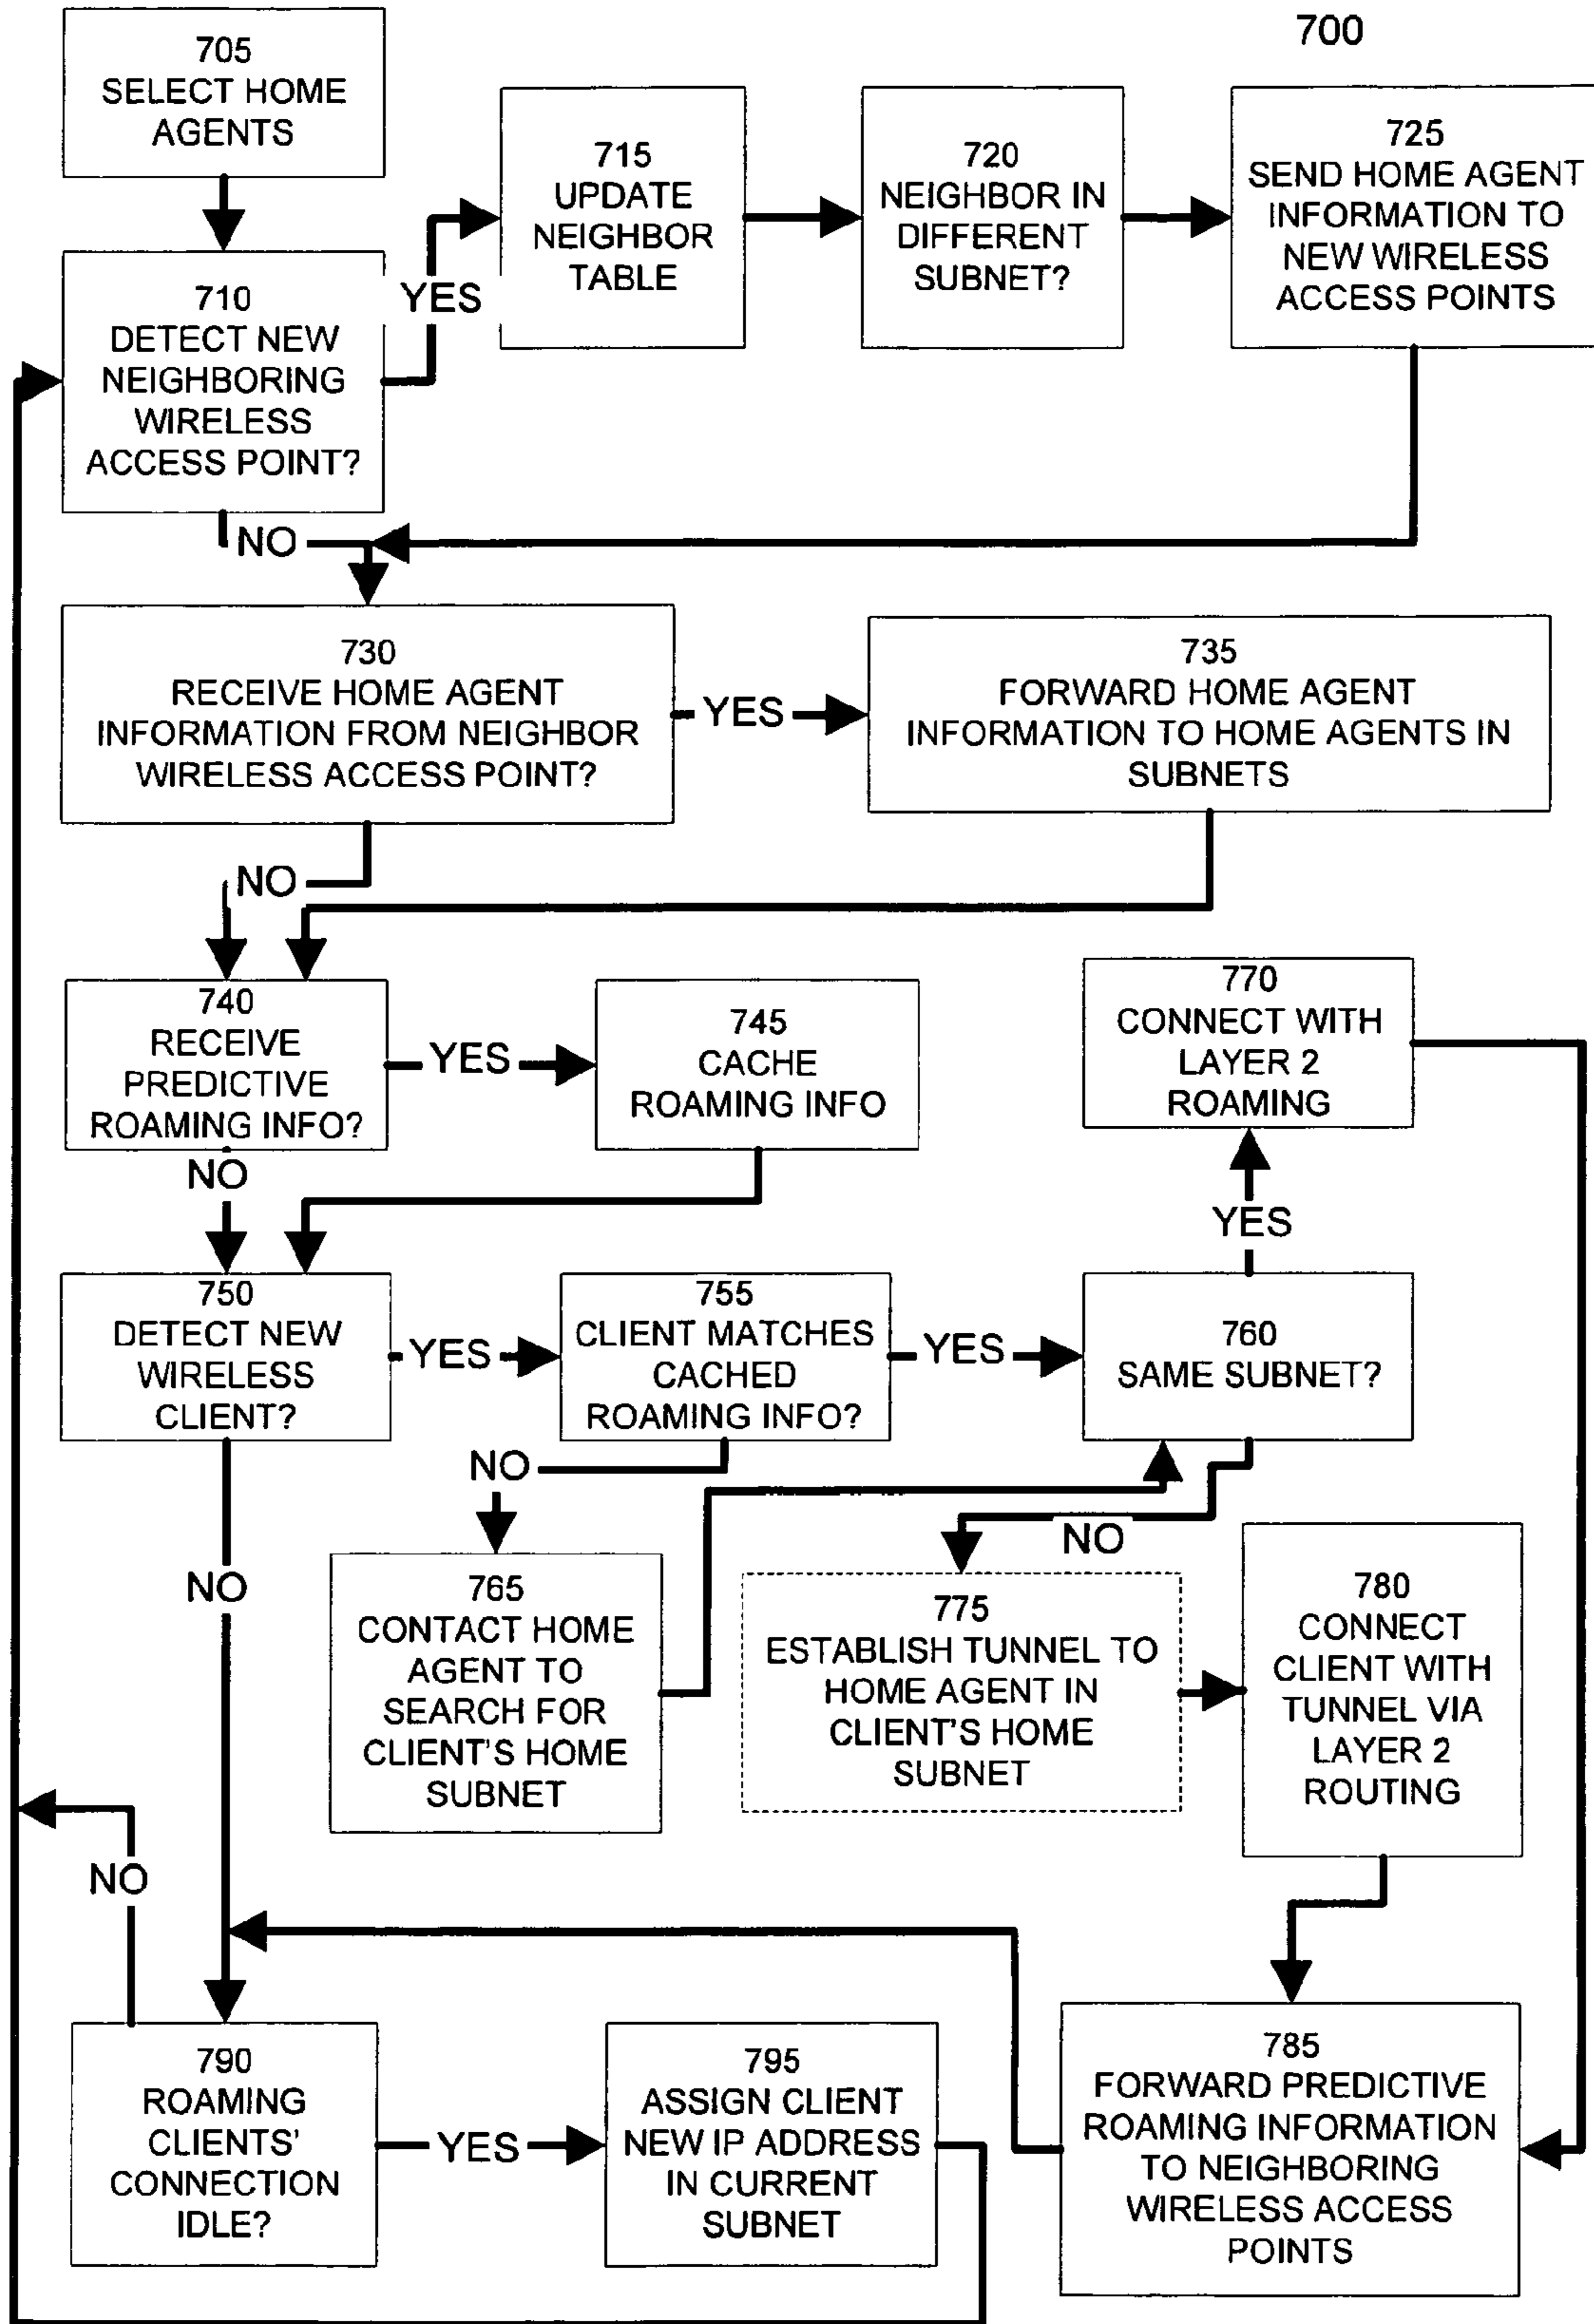 700
705
SELECT HOME
AGENTS
710
DETECT NEW
NEIGHBORING
WIRELESS
ACCESS POINT?
YES
715
UPDATE
NEIGHBOR
TABLE
720
NEIGHBOR IN
DIFFERENT
SUBNET?
725
SEND HOME AGENT
INFORMATION TO
NEW WIRELESS
ACCESS POINTS
NO
730
RECEIVE HOME AGENT
INFORMATION FROM NEIGHBOR
WIRELESS ACCESS POINT?
YES
735
FORWARD HOME AGENT
INFORMATION TO HOME AGENTS IN
SUBNETS
NO
740
RECEIVE
PREDICTIVE
ROAMING INFO?
YES
745
CACHE
ROAMING INFO
770
CONNECT WITH
LAYER 2
ROAMING
NO
YES
750
DETECT NEW
WIRELESS
CLIENT?
YES
755
CLIENT MATCHES
CACHED
ROAMING INFO?
YES
760
SAME SUBNET?
NO
NO
NO
765
CONTACT HOME
AGENT TO
SEARCH FOR
CLIENT'S HOME
SUBNET
775
ESTABLISH TUNNEL TO
HOME AGENT IN
CLIENT'S HOME
SUBNET
780
CONNECT
CLIENT WITH
TUNNEL VIA
LAYER 2
ROUTING
NO
790
ROAMING
CLIENTS'
CONNECTION
IDLE?
YES
795
ASSIGN CLIENT
NEW IP ADDRESS
IN CURRENT
SUBNET
785
FORWARD PREDICTIVE
ROAMING INFORMATION
TO NEIGHBORING
WIRELESS ACCESS
POINTS